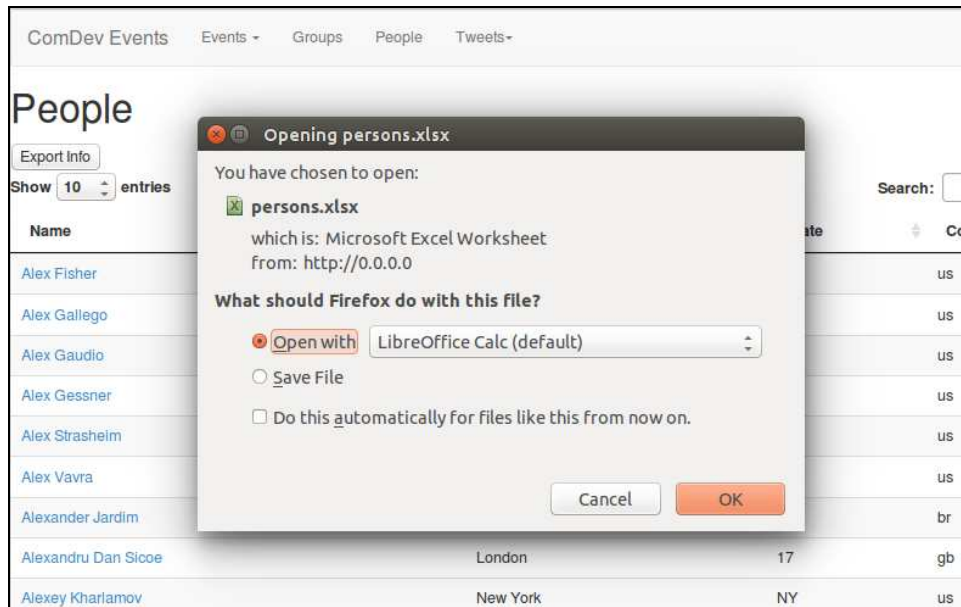 ComDev Events Events Groups People Tweets
People
Export Info
Show 10 entries Search:
Name
Opening persons.xlsx
You have chosen to open:
persons.xlsx
which is: Microsoft Excel Worksheet
from: http://0.0.0.0
What should Firefox do with this file?
Open with LibreOffice Calc (default)
Save File
Do this automatically for files like this from now on.
Cancel OK
Alex Fisher us
Alex Gallego us
Alex Gaudio us
Alex Gessner us
Alex Strasheim us
Alex Vavra us
Alexander Jardim br
Alexandru Dan Sicoe London 17 gb
Alexey Kharlamov New York NY us